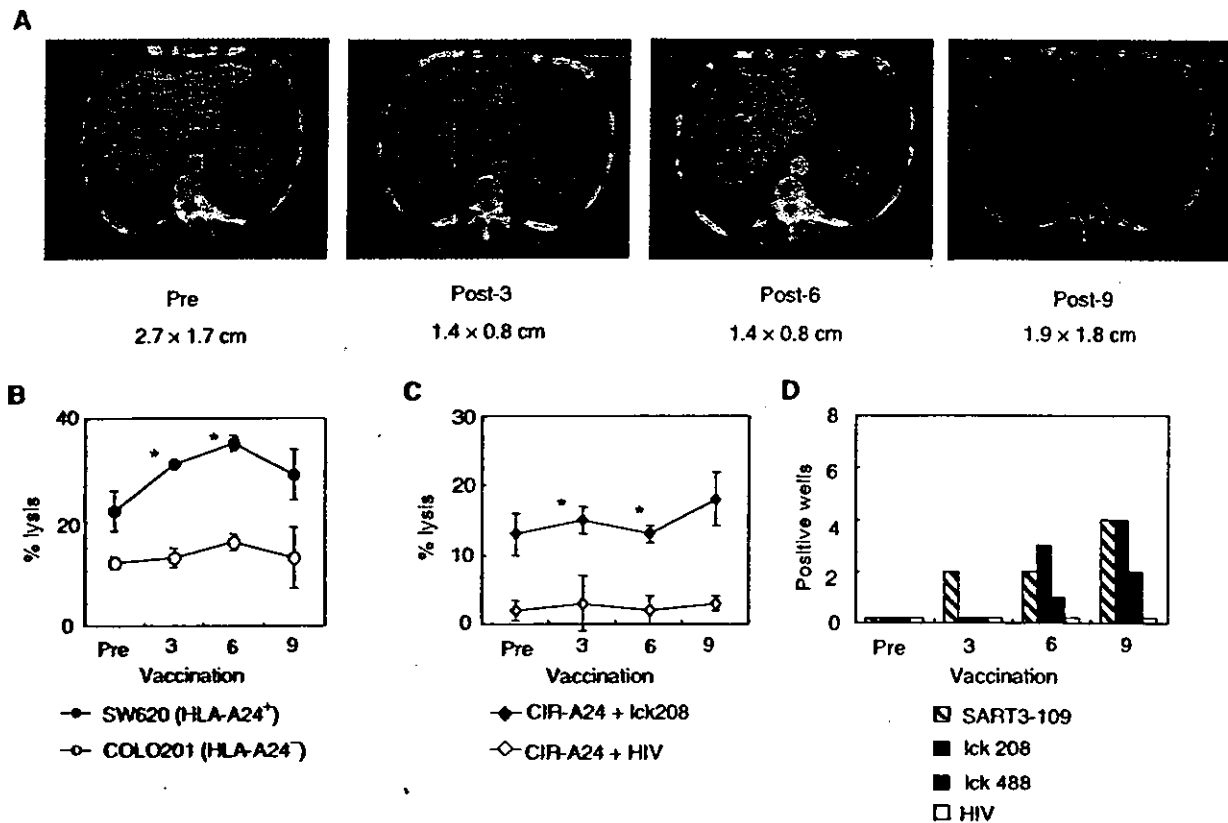 A
Pre
Post-3
Post-6
Post-9
2.7 × 1.7 cm
1.4 × 0.8 cm
1.4 × 0.8 cm
1.9 × 1.8 cm
B
40
20
0
% lysis
*
*
Pre 3 6 9
Vaccination
SW620 (HLA-A24⁺)
COLO201 (HLA-A24⁻)
C
30
20
10
0
% lysis
*
*
Pre 3 6 9
Vaccination
CIR-A24 + lck208
CIR-A24 + HIV
D
8
6
4
2
0
Positive wells
Pre 3 6 9
Vaccination
SART3-109
lck 208
lck 488
HIV